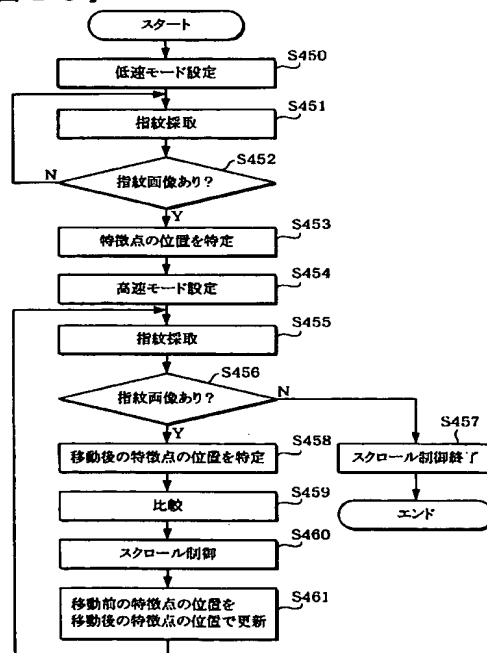 スタート
S450
低速モード設定
S451
指紋採取
S452
指紋画像あり?
N
Y
S453
特徴点の位置を特定
S454
高速モード設定
S455
指紋採取
S456
指紋画像あり?
N
Y
S457
スクロール制御終了
エンド
S458
移動後の特徴点の位置を特定
S459
比較
S460
スクロール制御
S461
移動前の特徴点の位置を
移動後の特徴点の位置で更新